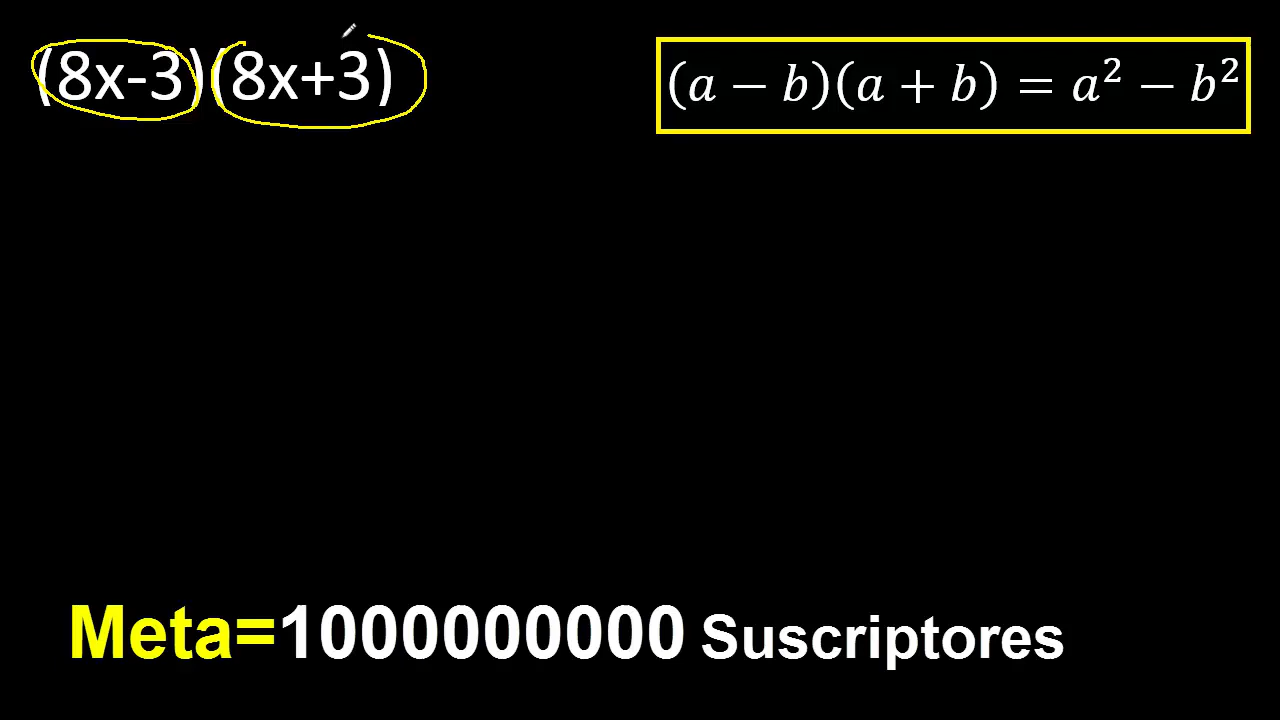 (8x-3)(8x+3)
(a − b)(a + b) = a² − b²
Meta=1000000000 Suscriptores